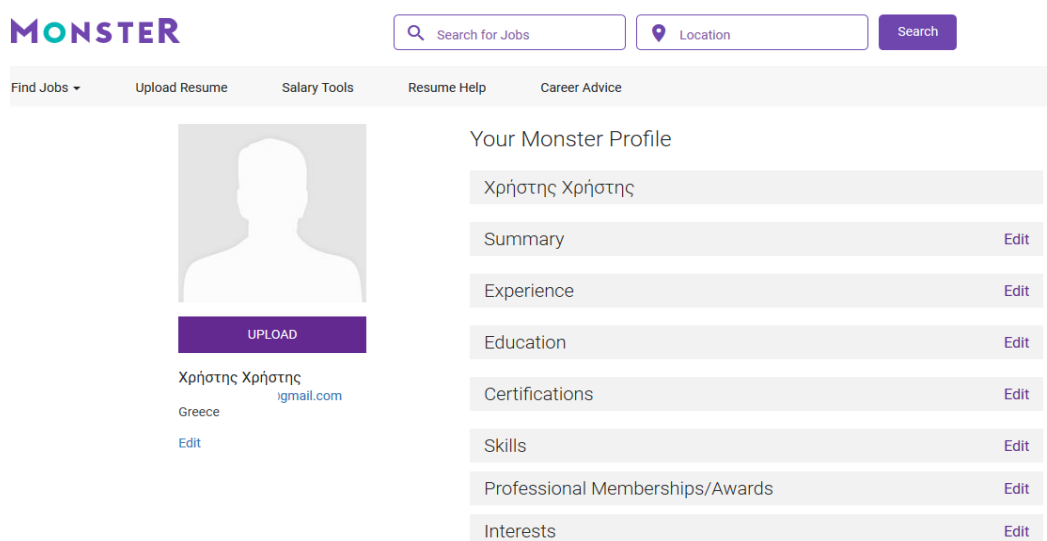 MONSTER
Search for Jobs
Location
Search
Find Jobs
Upload Resume
Salary Tools
Resume Help
Career Advice
UPLOAD
Χρήστης Χρήστης
gmail.com
Greece
Edit
Your Monster Profile
Χρήστης Χρήστης
Summary Edit
Experience Edit
Education Edit
Certifications Edit
Skills Edit
Professional Memberships/Awards Edit
Interests Edit